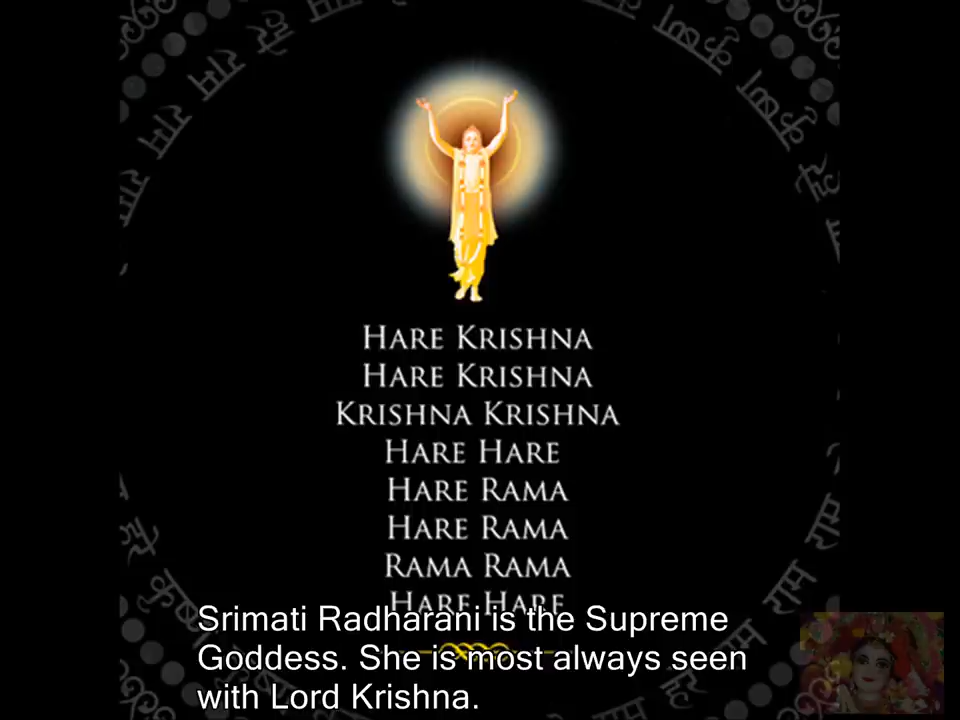 Hare Krishna
Hare Krishna
Krishna Krishna
Hare Hare
Hare Rama
Hare Rama
Rama Rama
Hare Hare
Srimati Radharani is the Supreme
Goddess. She is most always seen
with Lord Krishna.
राम
राम